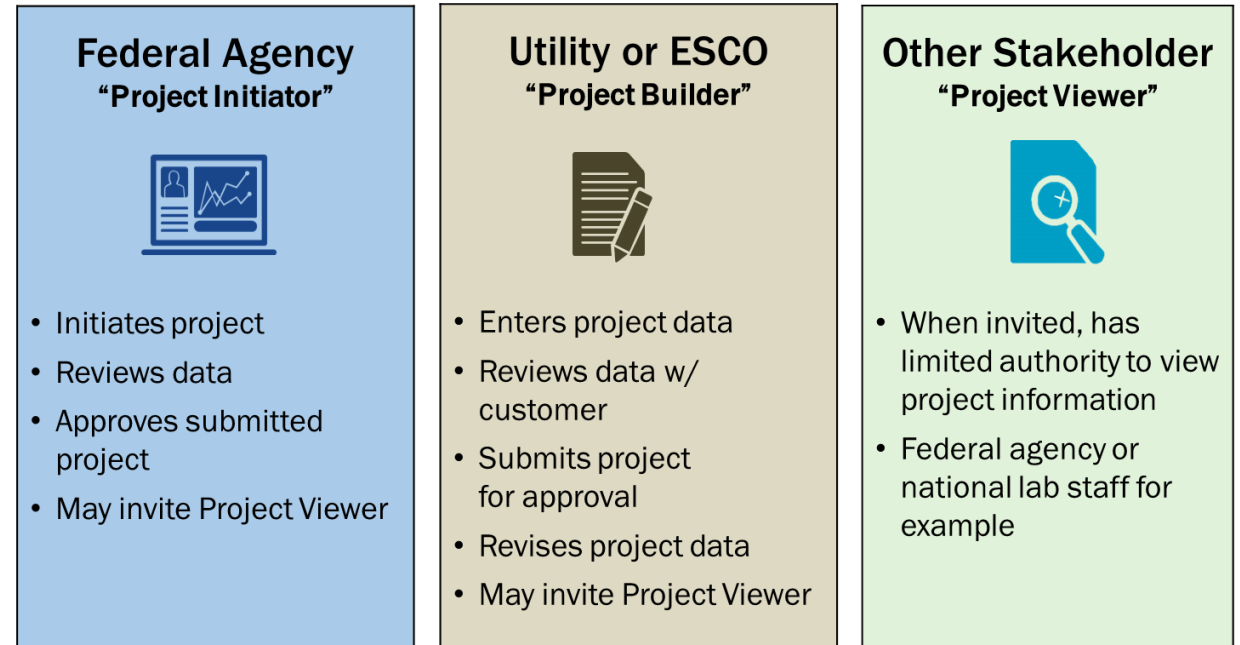 Federal Agency
“Project Initiator”
• Initiates project
• Reviews data
• Approves submitted
project
• May invite Project Viewer
Utility or ESCO
“Project Builder”
• Enters project data
• Reviews data w/
customer
• Submits project
for approval
• Revises project data
• May invite Project Viewer
Other Stakeholder
“Project Viewer”
• When invited, has
limited authority to view
project information
• Federal agency or
national lab staff for
example